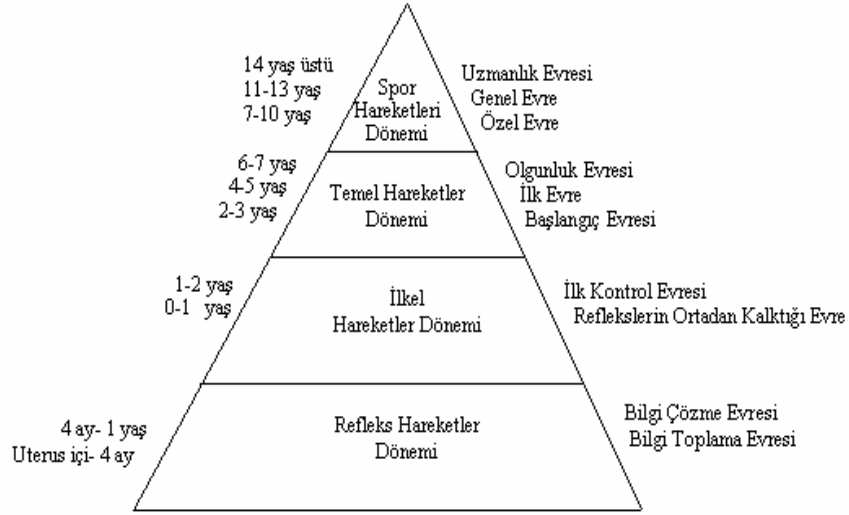 14 yaş üstü
11-13 yaş
7-10 yaş
Spor
Hareketleri
Dönemi
Uzmanlık Evresi
Genel Evre
Özel Evre
6-7 yaş
4-5 yaş
2-3 yaş
Temel Hareketler
Dönemi
Olgunluk Evresi
İlk Evre
Başlangıç Evresi
1-2 yaş
0-1 yaş
İlkel
Hareketler Dönemi
İlk Kontrol Evresi
Reflekslerin Ortadan Kalktığı Evre
4 ay- 1 yaş
Uterus içi- 4 ay
Refleks Hareketler
Dönemi
Bilgi Çözme Evresi
Bilgi Toplama Evresi